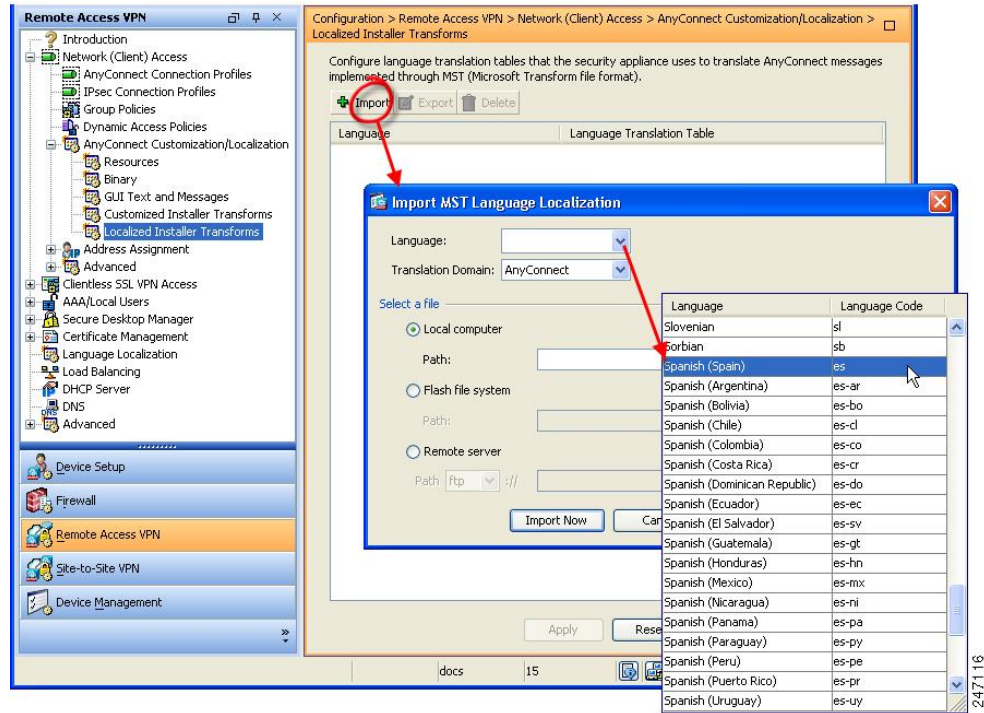 Remote Access VPN
Introduction
Network (Client) Access
AnyConnect Connection Profiles
IPsec Connection Profiles
Group Policies
Dynamic Access Policies
AnyConnect Customization/Localization
Resources
Binary
GUI Text and Messages
Customized Installer Transforms
Localized Installer Transforms
Address Assignment
Advanced
Clientless SSL VPN Access
AAA/Local Users
Secure Desktop Manager
Certificate Management
Language Localization
Load Balancing
DHCP Server
DNS
Advanced
Device Setup
Firewall
Remote Access VPN
Site-to-Site VPN
Device Management
Configuration > Remote Access VPN > Network (Client) Access > AnyConnect Customization/Localization >
Localized Installer Transforms
Configure language translation tables that the security appliance uses to translate AnyConnect messages
implemented through MST (Microsoft Transform file format).
Import Export Delete
Language Language Translation Table
Import MST Language Localization
Language:
Translation Domain: AnyConnect
Select a file
Local computer
Path:
Flash file system
Path:
Remote server
Path ftp ://
Import Now Can
Apply Rese
docs 15
Language Language Code
Slovenian sl
Sorbian sb
Spanish (Spain) es
Spanish (Argentina) es-ar
Spanish (Bolivia) es-bo
Spanish (Chile) es-cl
Spanish (Colombia) es-co
Spanish (Costa Rica) es-cr
Spanish (Dominican Republic) es-do
Spanish (Ecuador) es-ec
Spanish (El Salvador) es-sv
Spanish (Guatemala) es-gt
Spanish (Honduras) es-hn
Spanish (Mexico) es-mx
Spanish (Nicaragua) es-ni
Spanish (Panama) es-pa
Spanish (Paraguay) es-py
Spanish (Peru) es-pe
Spanish (Puerto Rico) es-pr
Spanish (Uruguay) es-uy
247116